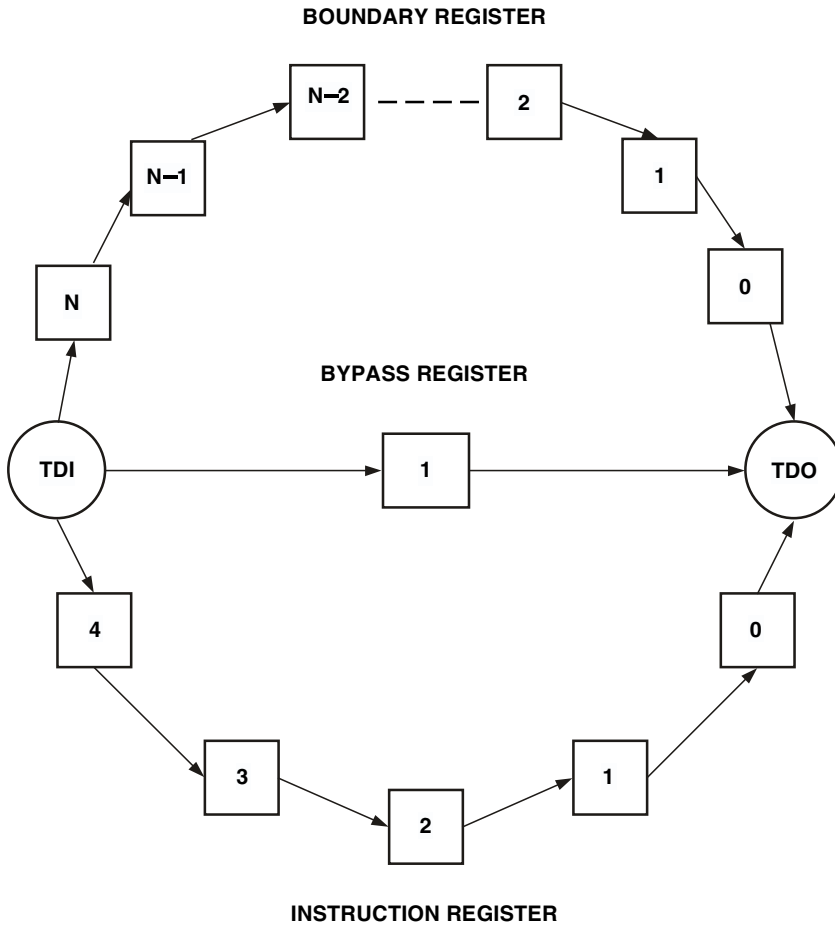 BOUNDARY REGISTER
N–2
2
N–1
1
N
0
BYPASS REGISTER
TDI
1
TDO
4
0
3
1
2
INSTRUCTION REGISTER